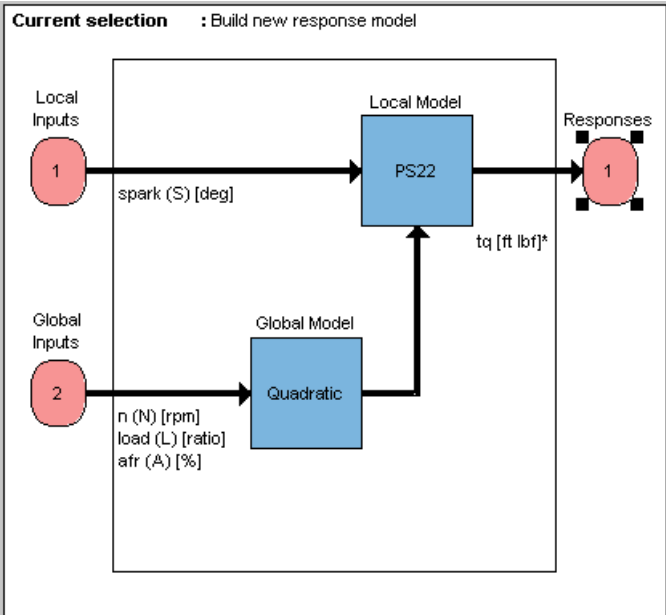 Current selection : Build new response model
Local
Inputs
1
spark (S) [deg]
Local Model
PS22
Responses
1
tq [ft lbf]*
Global
Inputs
2
n (N) [rpm]
load (L) [ratio]
afr (A) [%]
Global Model
Quadratic